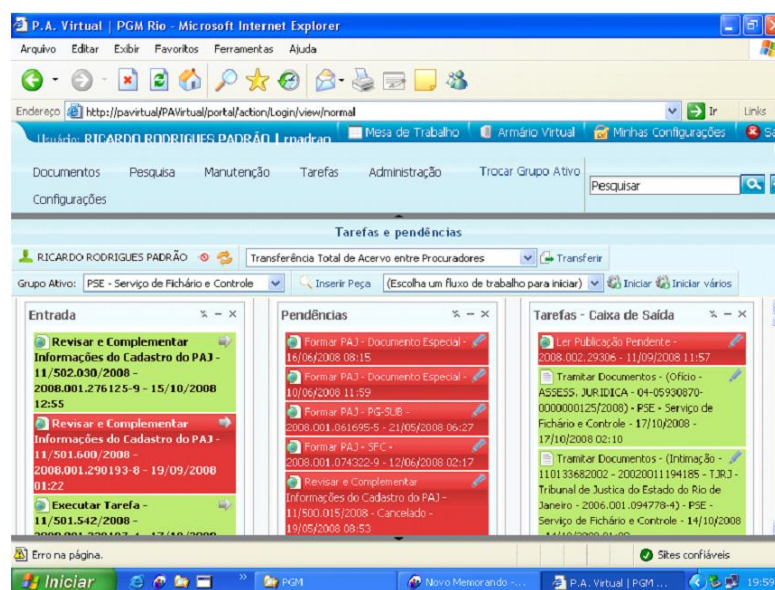 P.A. Virtual | PGM Rio - Microsoft Internet Explorer
Arquivo Editar Exibir Favoritos Ferramentas Ajuda
Endereço http://pavirtual/PAVirtual/portal/action/Login/view/normal Ir Links
Usuário: RICARDO RODRIGUES PADRÃO | rpadrao Mesa de Trabalho Armário Virtual Minhas Configurações Sa
Documentos Pesquisa Manutenção Tarefas Administração Trocar Grupo Ativo Pesquisar
Configurações
Tarefas e pendências
RICARDO RODRIGUES PADRÃO Transferência Total de Acervo entre Procuradores Transferir
Grupo Ativo: PSE - Serviço de Fichário e Controle Inserir Peça (Escolha um fluxo de trabalho para iniciar) Iniciar Iniciar vários
Entrada
Revisar e Complementar
Informações do Cadastro do PAJ -
11/502.030/2008 -
2008.001.276125-9 - 15/10/2008
12:55
Revisar e Complementar
Informações do Cadastro do PAJ -
11/501.600/2008 -
2008.001.290193-8 - 19/09/2008
01:22
Executar Tarefa -
11/501.542/2008 -
Pendências
Formar PAJ - Documento Especial -
16/06/2008 08:15
Formar PAJ - Documento Especial -
10/06/2008 11:59
Formar PAJ - PG-SUB -
2008.001.061695-5 - 21/05/2008 06:27
Formar PAJ - SFC -
2008.001.074322-9 - 12/06/2008 02:17
Revisar e Complementar
Informações do Cadastro do PAJ -
11/500.015/2008 - Cancelado -
19/05/2008 08:53
Tarefas - Caixa de Saída
Ler Publicação Pendente -
2008.002.29306 - 11/09/2008 11:57
Tramitar Documentos - (Ofício -
ASSESS. JURIDICA - 04-05930870-
0000000125/2008) - PSE - Serviço de
Fichário e Controle - 17/10/2008 -
17/10/2008 02:10
Tramitar Documentos - (Intimação -
110133682002 - 20020011194185 - TJRJ -
Tribunal de Justica do Estado do Rio de
Janeiro - 2006.001.094778-4) - PSE -
Serviço de Fichário e Controle - 14/10/2008
Erro na página. Sites confiáveis
Iniciar PGM Novo Memorando -... P.A. Virtual | PGM ... 19:59